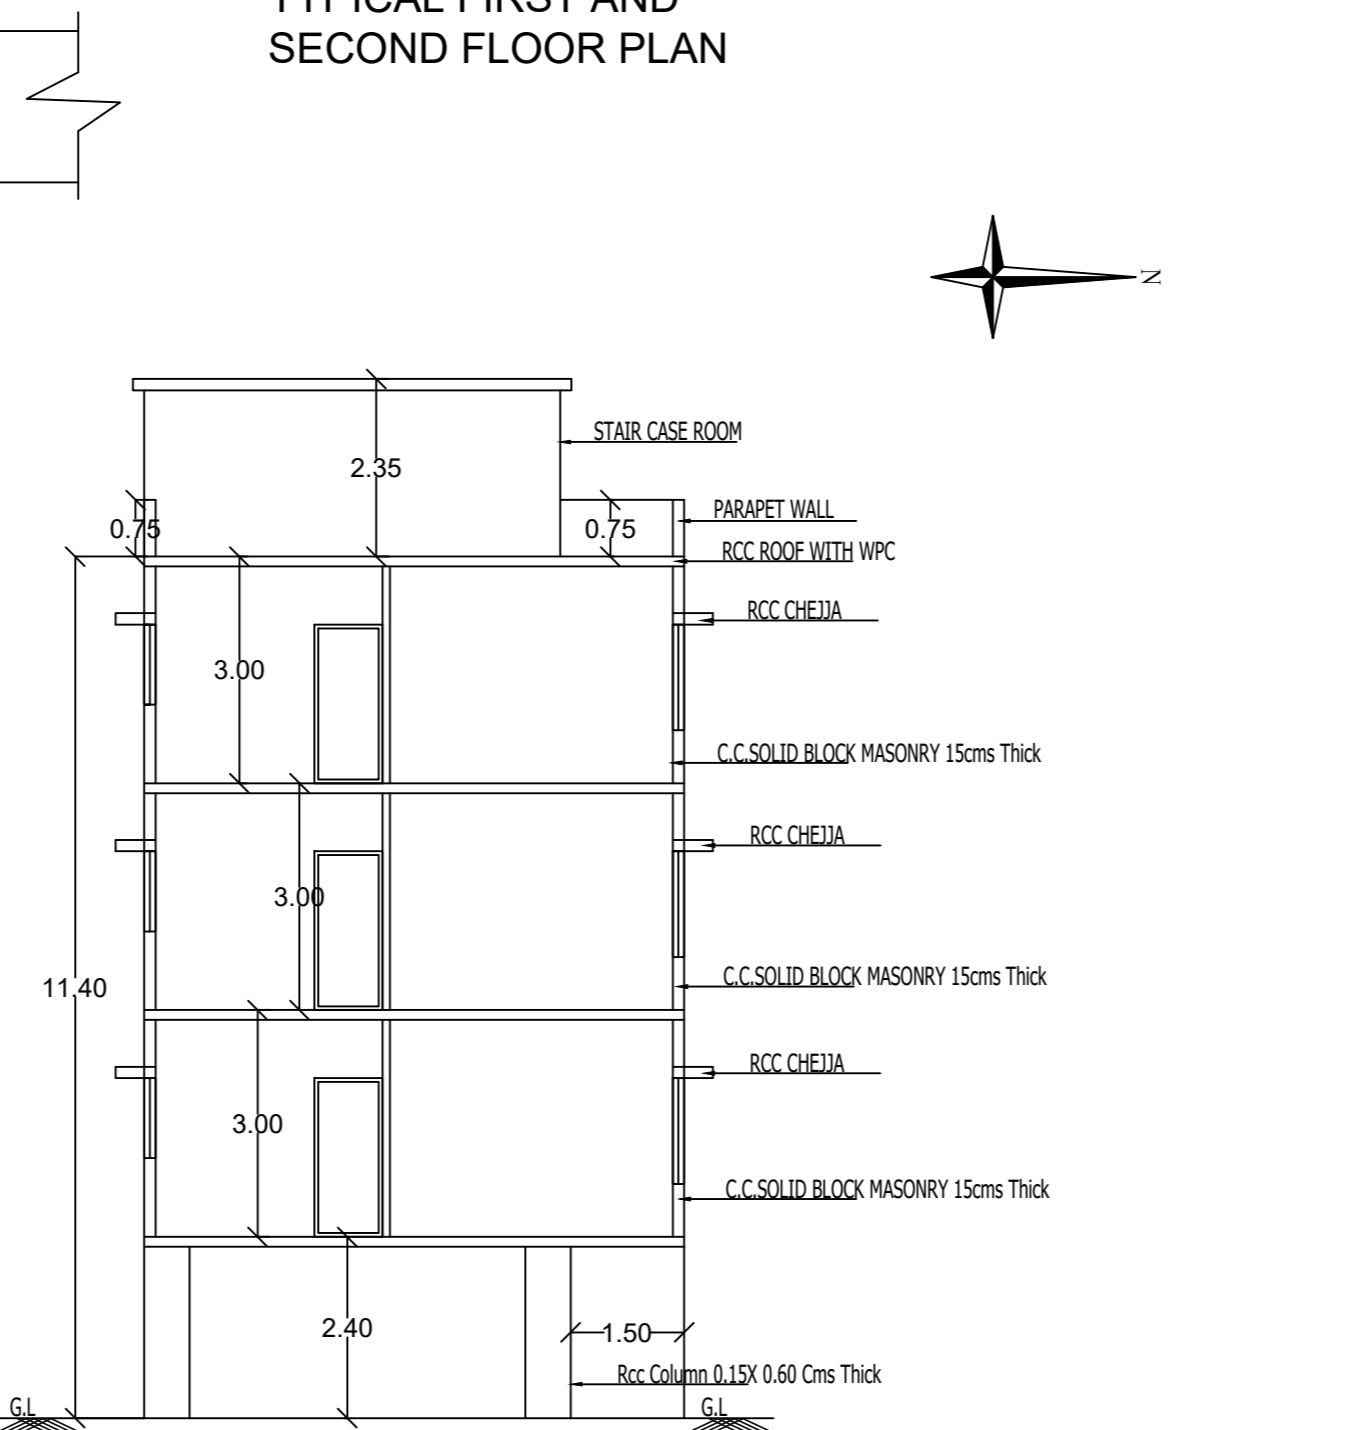 TYPICAL FIRST AND
SECOND FLOOR PLAN
N
STAIR CASE ROOM
2.35
PARAPET WALL
0.75
0.75
RCC ROOF WITH WPC
RCC CHEJJA
3.00
C.C.SOLID BLOCK MASONRY 15cms Thick
RCC CHEJJA
3.00
C.C.SOLID BLOCK MASONRY 15cms Thick
11.40
RCC CHEJJA
3.00
C.C.SOLID BLOCK MASONRY 15cms Thick
2.40
1.50
Rcc Column 0.15X 0.60 Cms Thick
G.L
G.L